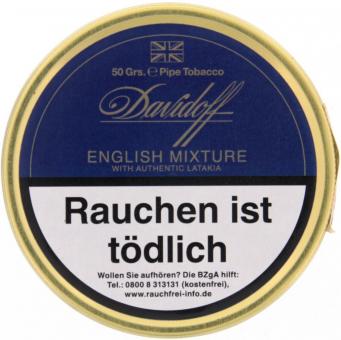 50 Grs. ℮ Pipe Tobacco
Davidoff
ENGLISH MIXTURE
WITH AUTHENTIC LATAKIA
Rauchen ist
tödlich
Wollen Sie aufhören? Die BZgA hilft:
Tel.: 0800 8 313131 (kostenfrei),
www.rauchfrei-info.de